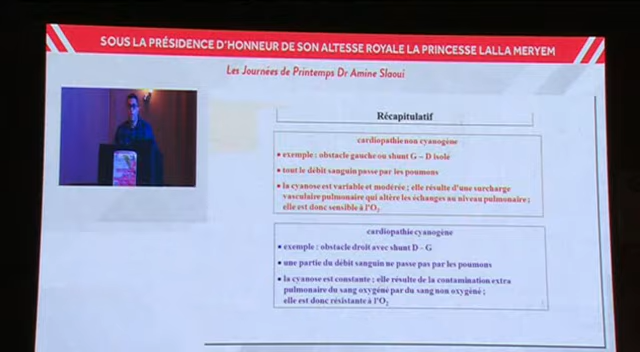 SOUS LA PRÉSIDENCE D'HONNEUR DE SON ALTESSE ROYALE LA PRINCESSE LALLA MERYEM
Les Journées de Printemps Dr Amine Slaoui
Récapitulatif
cardiopathie non cyanogène
• exemple : obstacle gauche ou shunt G – D isolé
• tout le débit sanguin passe par les poumons
• la cyanose est variable et modérée ; elle résulte d'une surcharge
vasculaire pulmonaire qui altère les échanges au niveau pulmonaire ;
elle est donc sensible à l'O₂
cardiopathie cyanogène
• exemple : obstacle droit avec shunt D – G
• une partie du débit sanguin ne passe pas par les poumons
• la cyanose est constante ; elle résulte de la contamination extra
pulmonaire du sang oxygéné par du sang non oxygéné ;
elle est donc résistante à l'O₂